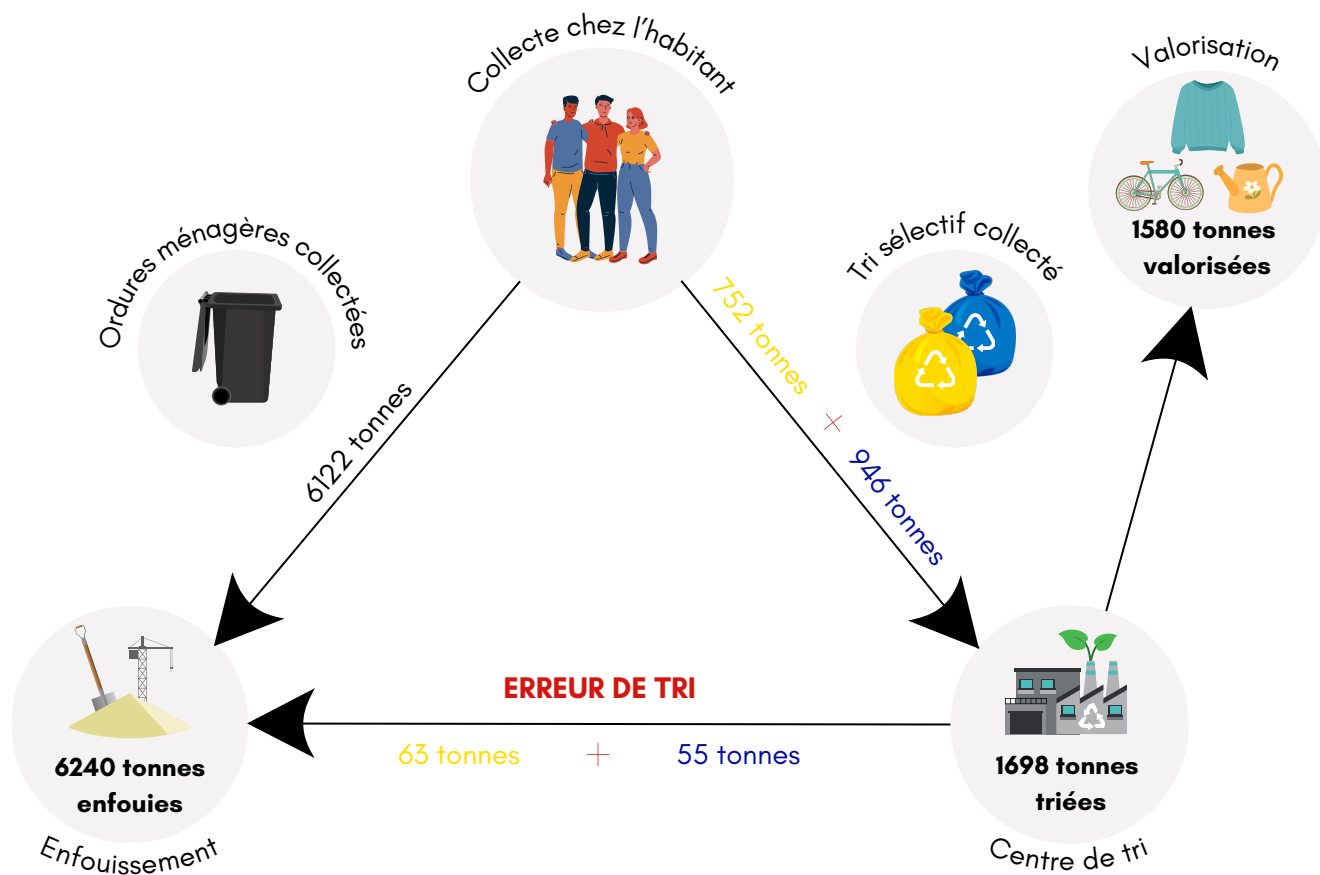 Collecte chez l'habitant
Valorisation
1580 tonnes
valorisées
Ordures ménagères collectées
Tri sélectif collecté
6122 tonnes
752 tonnes
+
946 tonnes
ERREUR DE TRI
63 tonnes + 55 tonnes
6240 tonnes
enfouies
Enfouissement
1698 tonnes
triées
Centre de tri